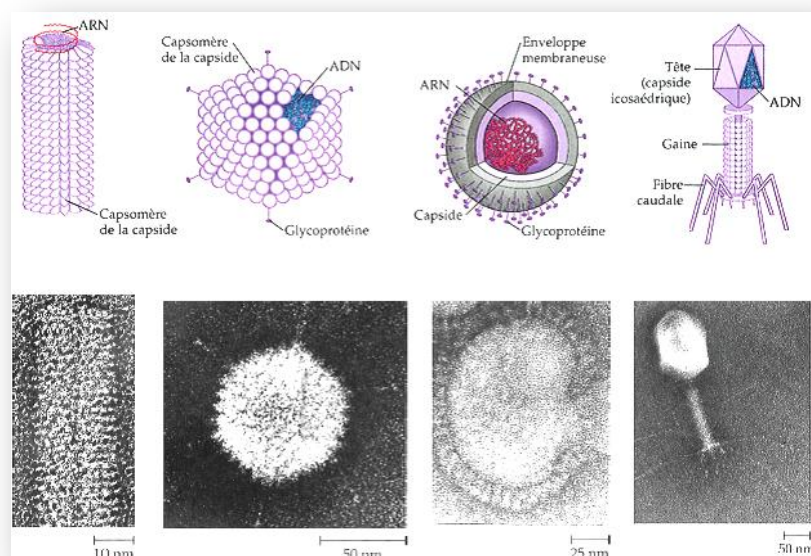 ARN
Capsomère
de la capside
Capsomère
de la capside
ADN
Glycoprotéine
Enveloppe
membraneuse
ARN
Capside
Glycoprotéine
Tête
(capside
icosaédrique)
ADN
Gaine
Fibre
caudale
10 nm
50 nm
25 nm
50 nm